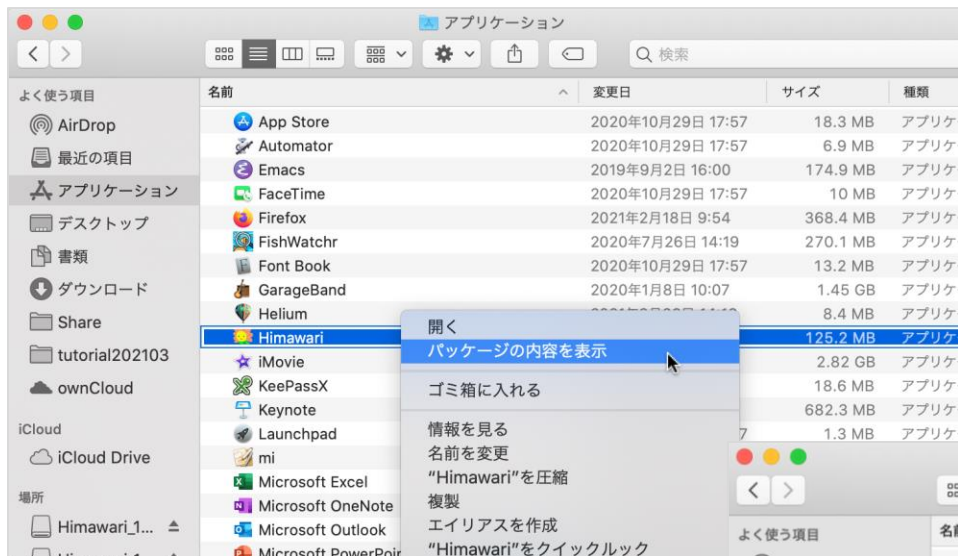 アプリケーション
検索
よく使う項目
AirDrop
最近の項目
アプリケーション
デスクトップ
書類
ダウンロード
Share
tutorial202103
ownCloud
iCloud
iCloud Drive
場所
Himawari_1...
名前 変更日 サイズ 種類
App Store 2020年10月29日 17:57 18.3 MB アプリケ
Automator 2020年10月29日 17:57 6.9 MB アプリケ
Emacs 2019年9月2日 16:00 174.9 MB アプリケ
FaceTime 2020年10月29日 17:57 10 MB アプリケ
Firefox 2021年2月18日 9:54 368.4 MB アプリケ
FishWatchr 2020年7月26日 14:19 270.1 MB アプリケ
Font Book 2020年10月29日 17:57 13.2 MB アプリケ
GarageBand 2020年1月8日 10:07 1.45 GB アプリケ
Helium 8.4 MB アプリケ
Himawari 125.2 MB アプリケ
iMovie 2.82 GB アプリケ
KeePassX 18.6 MB アプリケ
Keynote 682.3 MB アプリケ
Launchpad 7 1.3 MB アプリケ
mi
Microsoft Excel
Microsoft OneNote
Microsoft Outlook
Microsoft PowerPoin
開く
パッケージの内容を表示
ゴミ箱に入れる
情報を見る
名前を変更
“Himawari”を圧縮
複製
エイリアスを作成
“Himawari”をクイックルック
よく使う項目
名前